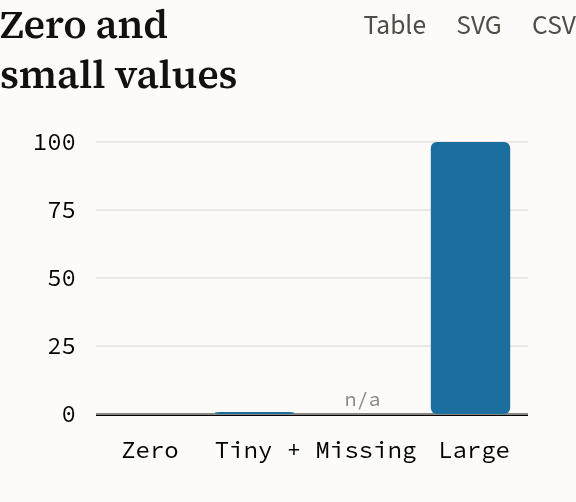 Zero and
small values
Table SVG CSV
100
75
50
25
n/a
0
Zero Tiny + Missing Large